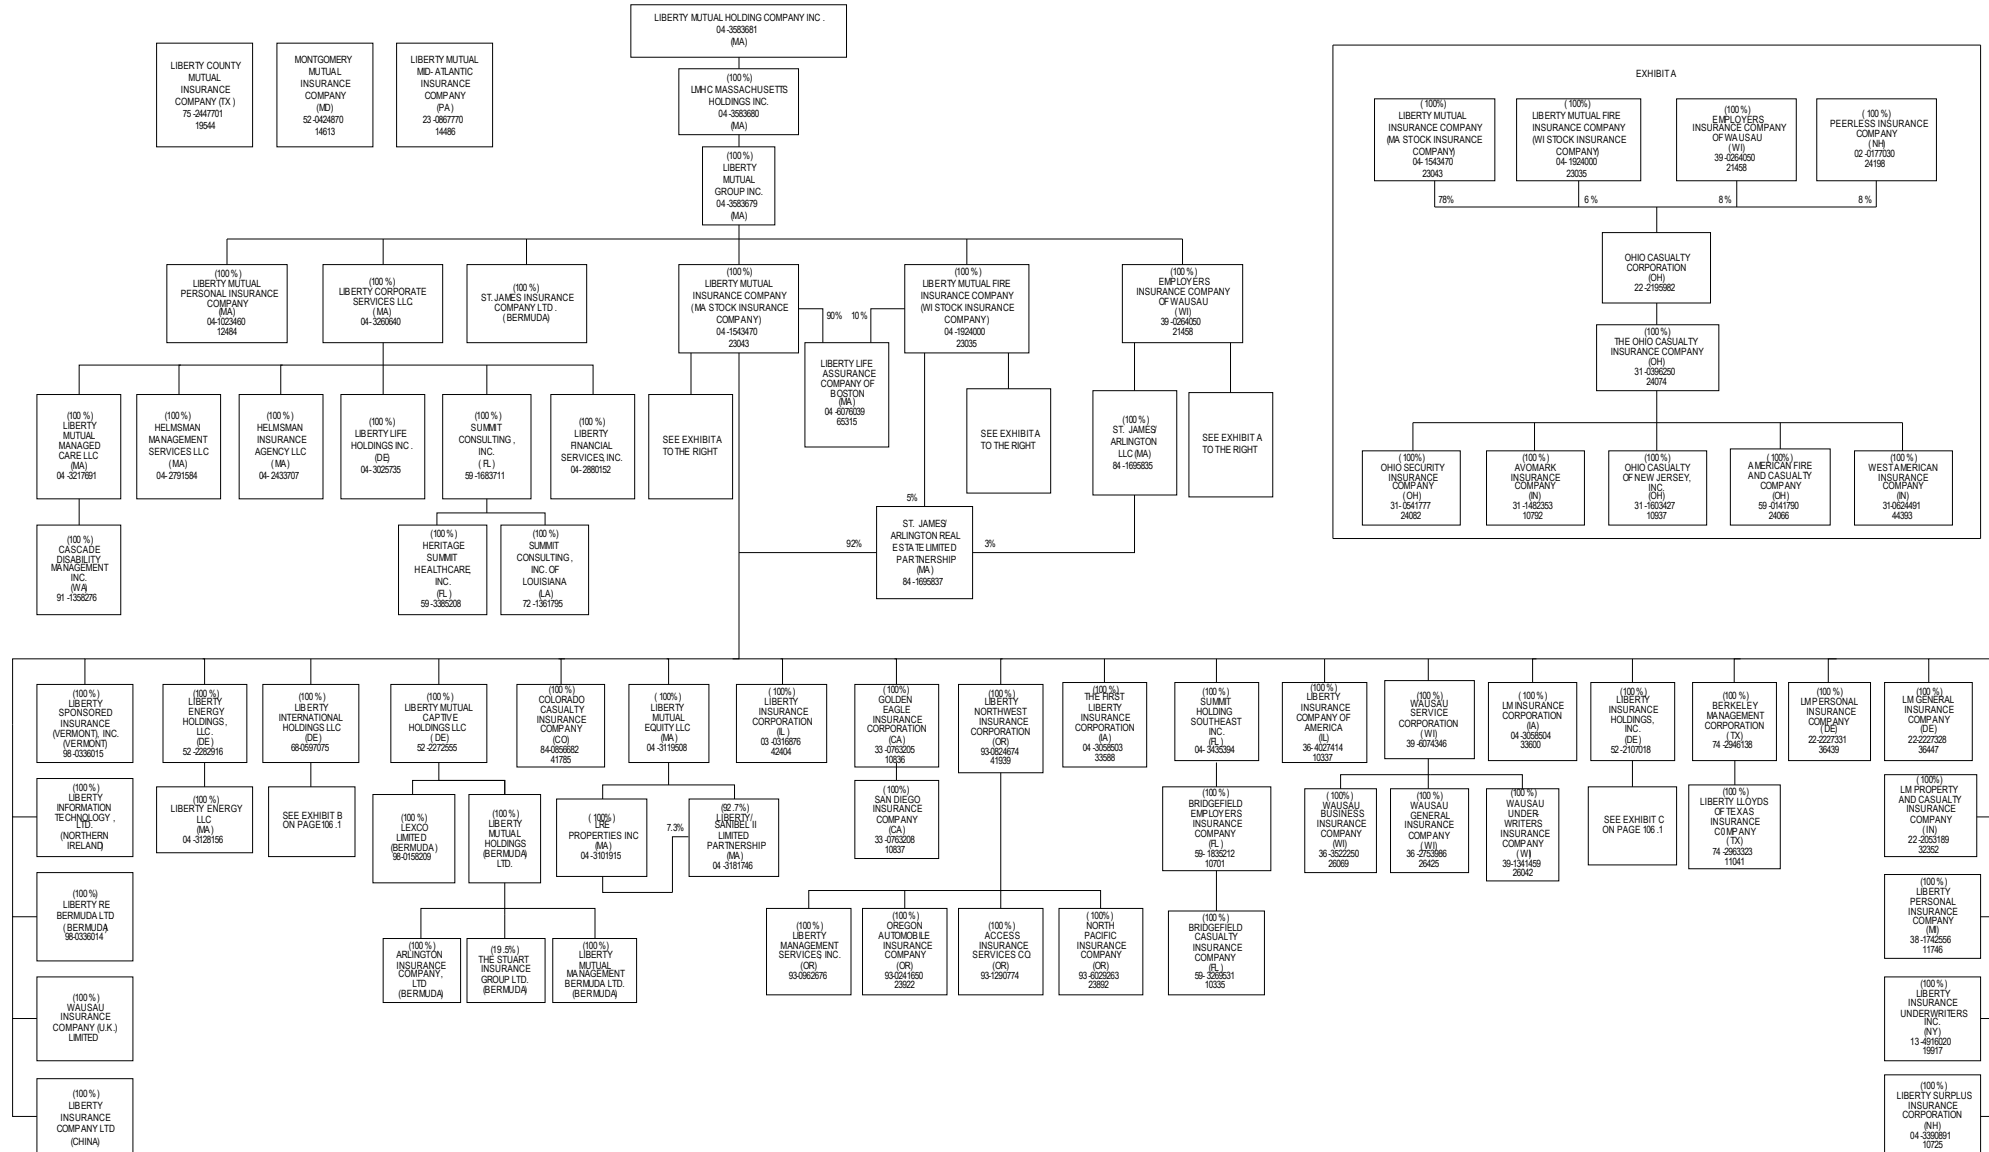 LIBERTY MUTUAL HOLDING COMPANY INC .
04 -3583681
(MA)
LIBERTY COUNTY
MUTUAL
INSURANCE
COMPANY (TX )
75 -2447701
19544
MONTGOMERY
MUTUAL
INSURANCE
COMPANY
(MD)
52 -0424870
14613
LIBERTY MUTUAL
MID- ATLANTIC
INSURANCE
COMPANY
(PA)
23 -0867770
14486
(100 %)
LMHC MASSACHUSETTS
HOLDINGS INC.
04 -3583680
(MA)
(100 %)
LIBERTY
MUTUAL
GROUP INC.
04 -3583679
(MA)
EXHIBIT A
( 100%)
LIBERTY MUTUAL
INSURANCE COMPANY
(MA STOCK INSURANCE
COMPANY)
04- 1543470
23043
( 100%)
LIBERTY MUTUAL FIRE
INSURANCE COMPANY
(WI STOCK INSURANCE
COMPANY)
04- 1924000
23035
(100 %)
EMPLOYERS
INSURANCE COMPANY
OF WAUSAU
( WI)
39 -0264050
21458
( 100 %)
PEERLESS INSURANCE
COMPANY
( NH)
02 -0177030
24198
78%
6 %
8 %
8 %
OHIO CASUALTY
CORPORATION
(OH)
22 -2195982
(100 %)
THE OHIO CASUALTY
INSURANCE COMPANY
(OH)
31 -0396250
24074
(100%)
OHIO SECURITY
INSURANCE
COMPANY
(OH)
31- 0541777
24082
(100 %)
AVOMARK
INSURANCE
COMPANY
(IN)
31 -1482353
10792
(100 %)
OHIO CASUALTY
OF NEW JERSEY,
INC.
(OH)
31 -1603427
10937
(100%)
AMERICAN FIRE
AND CASUALTY
COMPANY
(OH)
59 -0141790
24066
(100 %)
WEST AMERICAN
INSURANCE
COMPANY
(IN)
31-0624491
44393
(100 %)
LIBERTY MUTUAL
PERSONAL INSURANCE
COMPANY
(MA)
04-1023460
12484
(100 %)
LIBERTY CORPORATE
SERVICES LLC
( MA)
04- 3260640
(100 %)
ST. JAMES INSURANCE
COMPANY LTD .
( BERMUDA)
(100 %)
LIBERTY MUTUAL
INSURANCE COMPANY
(MA STOCK INSURANCE
COMPANY)
04 -1543470
23043
90%
10 %
(100 %)
LIBERTY MUTUAL FIRE
INSURANCE COMPANY
(WI STOCK INSURANCE
COMPANY)
04 -1924000
23035
(100 %)
EMPLOYERS
INSURANCE COMPANY
OF WAUSAU
( WI)
39 -0264050
21458
LIBERTY LIFE
ASSURANCE
COMPANY OF
BOSTON
(MA)
04 -6076039
65315
(100 %)
LIBERTY
MUTUAL
MANAGED
CARE LLC
(MA)
04 -3217691
(100 %)
HELMSMAN
MANAGEMENT
SERVICES LLC
(MA)
04- 2791584
(100 %)
HELMSMAN
INSURANCE
AGENCY LLC
( MA)
04- 2433707
(100 %)
LIBERTY LIFE
HOLDINGS INC .
(DE)
04 - 3025735
(100 %)
SUMMIT
CONSULTING ,
INC.
( FL)
59 -1683711
(100 %)
LIBERTY
FINANCIAL
SERVICES, INC.
04- 2880152
SEE EXHIBIT A
TO THE RIGHT
SEE EXHIBIT A
TO THE RIGHT
(100 %)
ST. JAMES/
ARLINGTON
LLC (MA)
84 -1695835
SEE EXHIBIT A
TO THE RIGHT
(100 %)
CASCADE
DISABILITY
MANAGEMENT
INC.
(WA)
91 -1358276
(100 %)
HERITAGE
SUMMIT
HEALTHCARE,
INC.
(FL )
59 -3385208
(100 %)
SUMMIT
CONSULTING ,
INC. OF
LOUISIANA
(LA)
72 -1361795
5%
92%
ST. JAMES/
ARLINGTON REAL
ESTATE LIMITED
PARTNERSHIP
(MA)
84 -1695837
3%
(100 %)
LIBERTY
SPONSORED
INSURANCE
(VERMONT), INC.
(VERMONT)
98-0336015
(100 %)
LIBERTY
ENERGY
HOLDINGS,
LLC.
(DE)
52 -2282916
(100 %)
LIBERTY
INTERNATIONAL
HOLDINGS LLC
(DE)
68-0597075
(100 %)
LIBERTY MUTUAL
CAPTIVE
HOLDINGS LLC
( DE)
52 -2272555
(100 %)
COLORADO
CASUALTY
INSURANCE
COMPANY
(CO)
84-0856682
41785
( 100 %)
LIBERTY
MUTUAL
EQUITY LLC
(MA)
04 -3119508
(100 %)
LIBERTY
INSURANCE
CORPORATION
(IL )
03 -0316876
42404
(100 %)
GOLDEN
EAGLE
INSURANCE
CORPORATION
(CA)
33 -0763205
10836
(100 %)
LIBERTY
NORTHWEST
INSURANCE
CORPORATION
(OR)
93-0824674
41939
(100 %)
THE FIRST
LIBERTY
INSURANCE
CORPORATION
(IA)
04 -3058503
33588
(100 %)
SUMMIT
HOLDING
SOUTHEAST
INC.
(FL)
04- 3435394
(100 %)
LIBERTY
INSURANCE
COMPANY OF
AMERICA
(IL)
36- 4027414
10337
(100 %)
WAUSAU
SERVICE
CORPORATION
( WI)
39 -6074346
(100 %)
LM INSURANCE
CORPORATION
(IA)
04 -3058504
33600
(100 %)
LIBERTY
INSURANCE
HOLDINGS,
INC.
(DE)
52 -2107018
(100 %)
BERKELEY
MANAGEMENT
CORPORATION
( TX)
74 -2946138
(100 %)
LM PERSONAL
INSURANCE
COMPANY
( DE)
22-2227331
36439
(100 %)
LM GENERAL
INSURANCE
COMPANY
(DE)
22-2227328
36447
(100 %)
LIBERTY
INFORMATION
TECHNOLOGY ,
LTD.
(NORTHERN
IRELAND)
(100 %)
LIBERTY ENERGY
LLC
(MA)
04 -3128156
SEE EXHIBIT B
ON PAGE106 .1
(100 %)
LEXCO
LIMITED
(BERMUDA)
98-0158209
(100 %)
LIBERTY
MUTUAL
HOLDINGS
(BERMUDA)
LTD.
( 100%)
LRE
PROPERTIES INC
(MA)
04 -3101915
7.3%
(92 .7%)
LIBERTY/
SANIBEL II
LIMITED
PARTNERSHIP
(MA)
04 -3181746
(100%)
SAN DIEGO
INSURANCE
COMPANY
(CA)
33 -0763208
10837
(100 %)
BRIDGEFIELD
EMPLOYERS
INSURANCE
COMPANY
(FL)
59- 1835212
10701
(100%)
WAUSAU
BUSINESS
INSURANCE
COMPANY
(WI)
36 -3522250
26069
(100%)
WAUSAU
GENERAL
INSURANCE
COMPANY
( WI)
36 -2753986
26425
(100 %)
WAUSAU
UNDER-
WRITERS
INSURANCE
COMPANY
( WI)
39-1341459
26042
SEE EXHIBIT C
ON PAGE 106 .1
(100 %)
LIBERTY LLOYDS
OF TEXAS
INSURANCE
COMPANY
( TX)
74 -2963323
11041
( 100%)
LM PROPERTY
AND CASUALTY
INSURANCE
COMPANY
( IN)
22 -2053189
32352
(100 %)
LIBERTY RE
BERMUDA LTD
( BERMUDA)
98-0336014
(100 %)
ARLINGTON
INSURANCE
COMPANY,
LTD
(BERMUDA)
(19 .5%)
THE STUART
INSURANCE
GROUP LTD.
(BERMUDA)
(100 %)
LIBERTY
MUTUAL
MANAGEMENT
BERMUDA LTD.
(BERMUDA)
(100 %)
LIBERTY
MANAGEMENT
SERVICES, INC.
(OR)
93-0962676
(100 %)
OREGON
AUTOMOBILE
INSURANCE
COMPANY
(OR)
93-0241650
23922
(100 %)
ACCESS
INSURANCE
SERVICES CO.
(OR)
93-1290774
( 100%)
NORTH
PACIFIC
INSURANCE
COMPANY
(OR)
93 -6029263
23892
(100 %)
BRIDGEFIELD
CASUALTY
INSURANCE
COMPANY
(FL )
59- 3269531
10335
(100 %)
LIBERTY
PERSONAL
INSURANCE
COMPANY
(MI)
38 -1742556
11746
(100 %)
WAUSAU
INSURANCE
COMPANY (U.K.)
LIMITED
(100 %)
LIBERTY
INSURANCE
UNDERWRITERS
INC.
(NY)
13 -4916020
19917
(100 %)
LIBERTY
INSURANCE
COMPANY LTD
(CHINA)
(100 %)
LIBERTY SURPLUS
INSURANCE
CORPORATION
(NH)
04 -3390891
10725